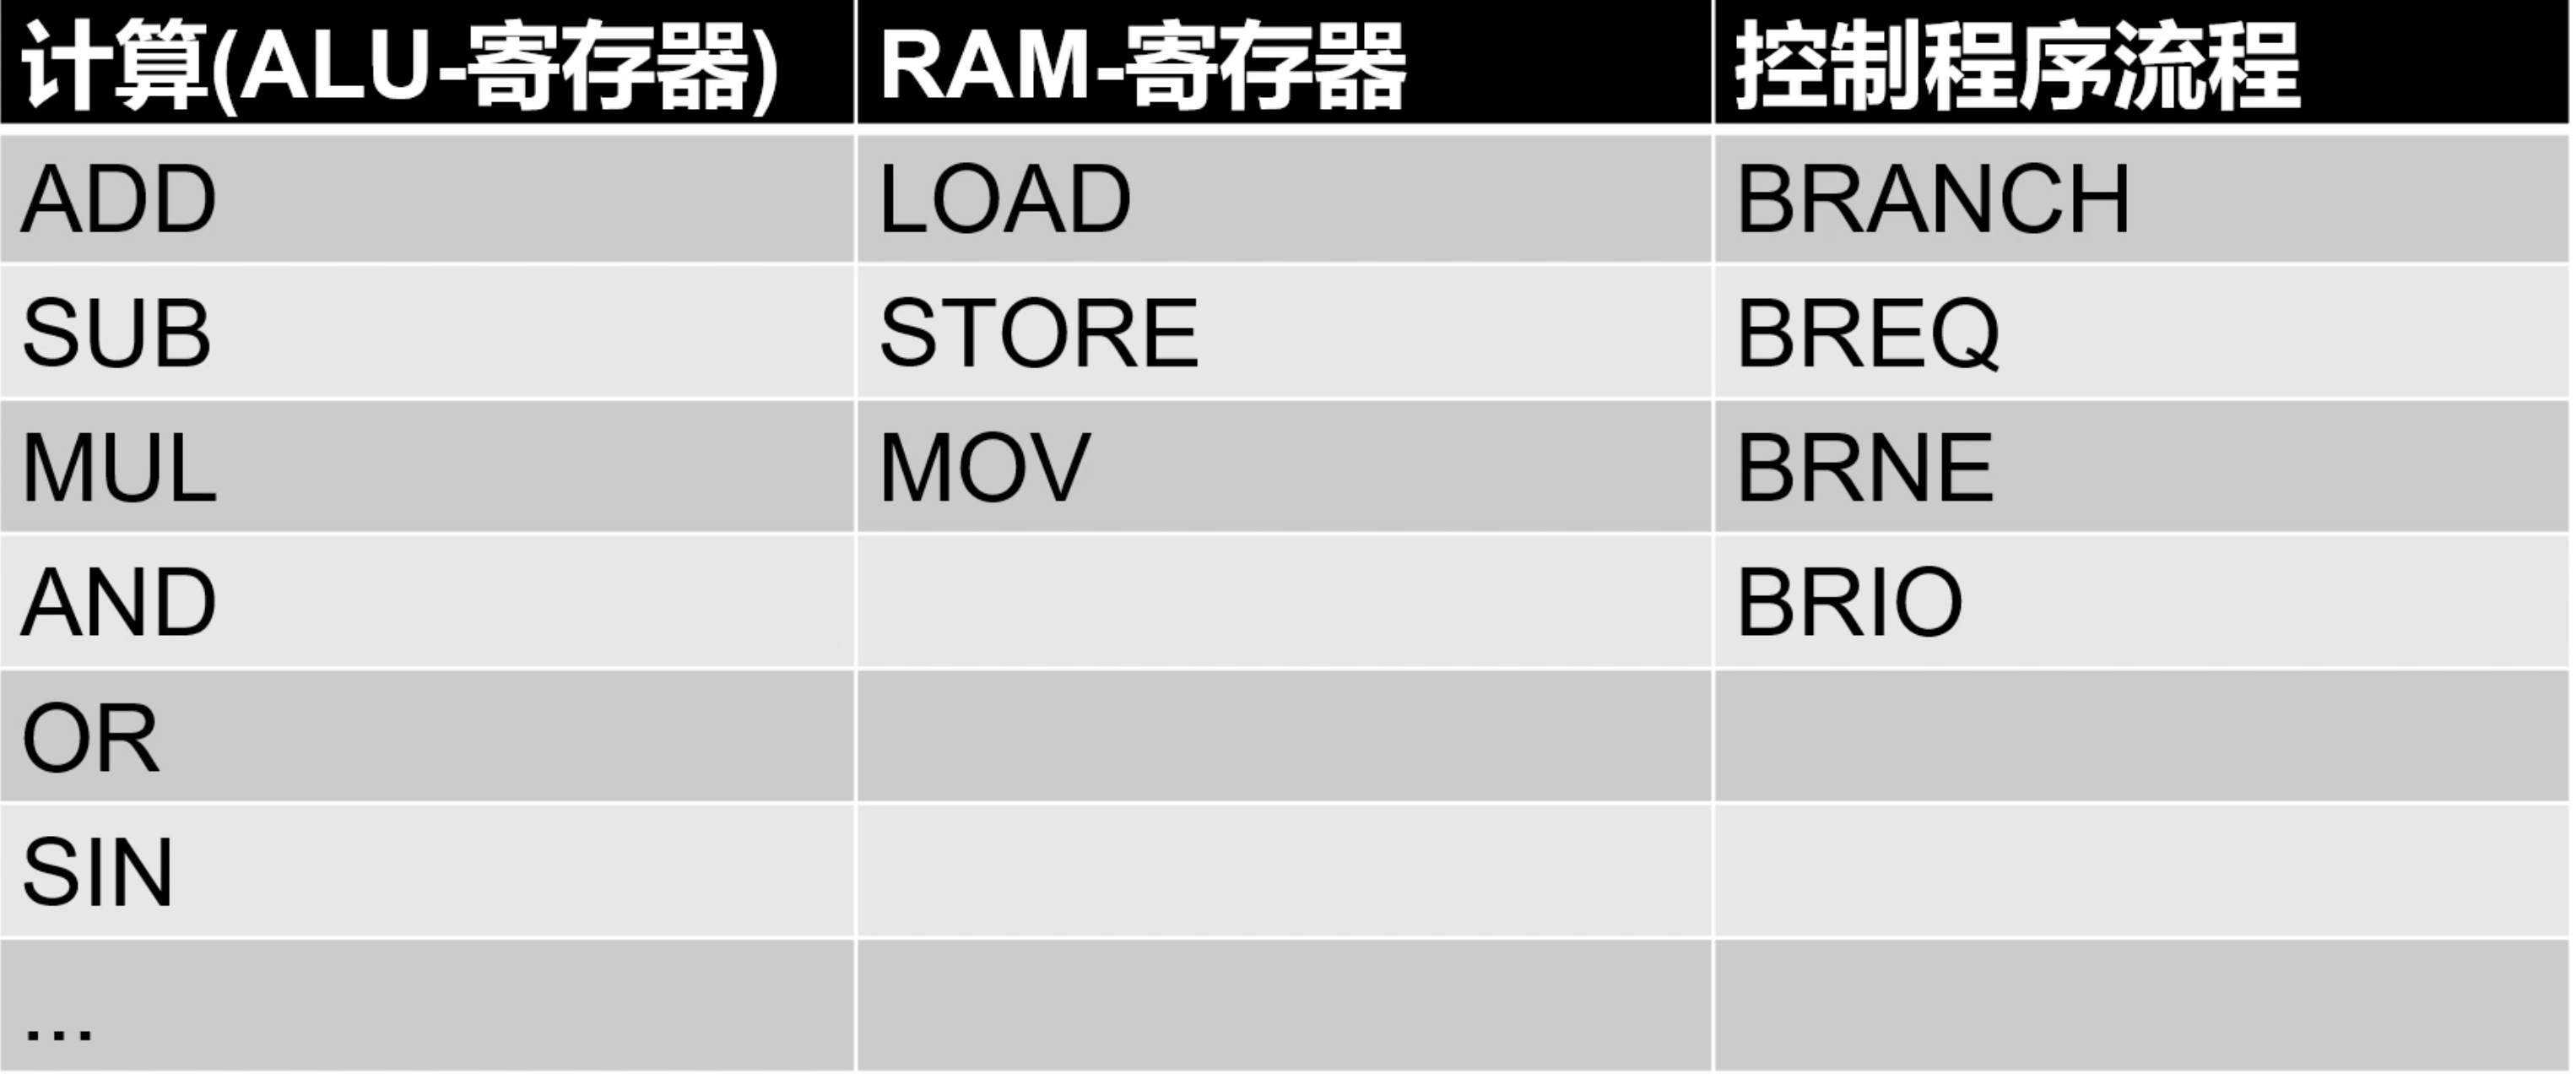 计算(ALU-寄存器) RAM-寄存器 控制程序流程
ADD LOAD BRANCH
SUB STORE BREQ
MUL MOV BRNE
AND BRIO
OR
SIN
...